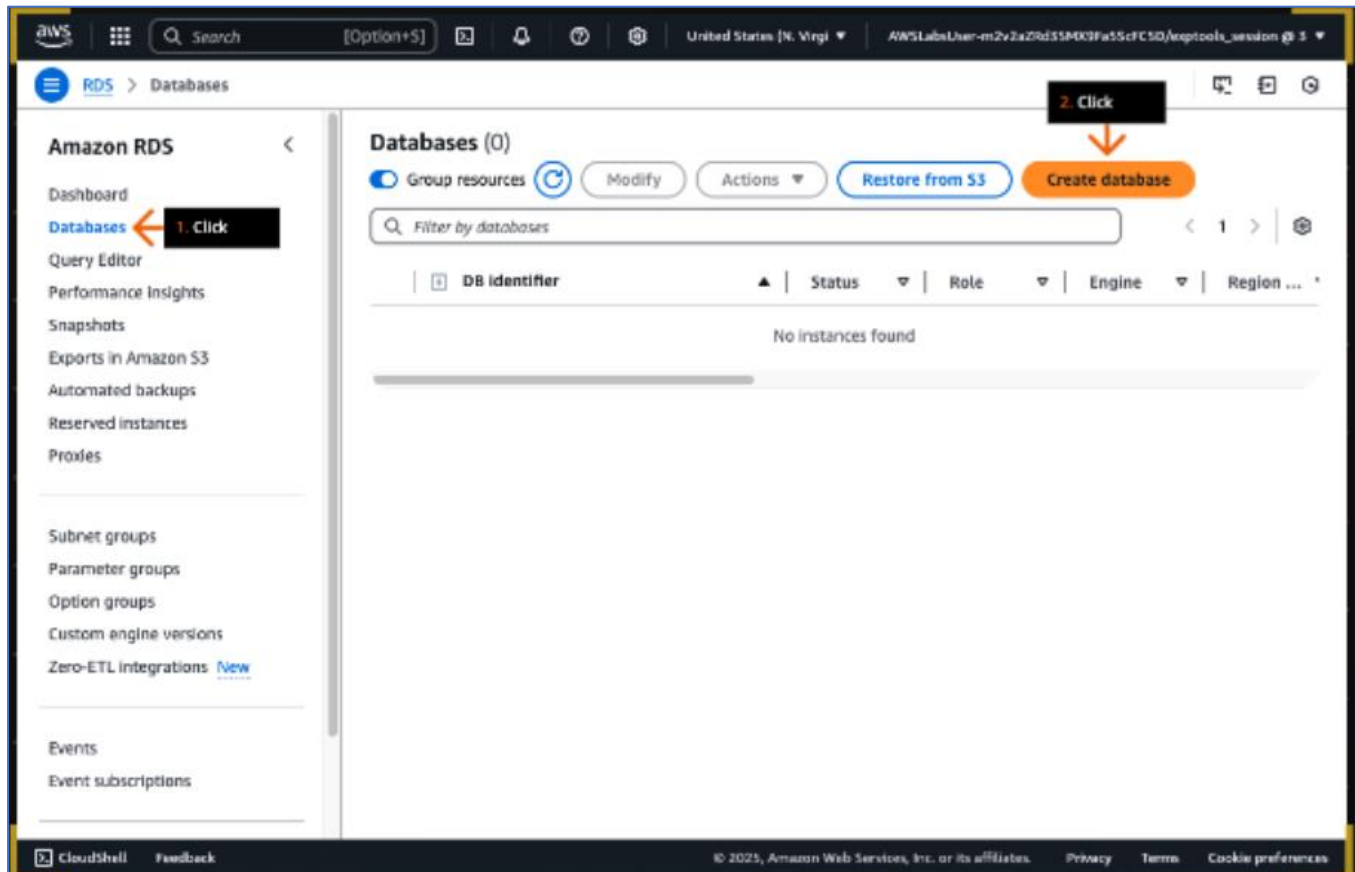 aws Search [Option+S] United States (N. Virgi
RDS > Databases
2. Click
Amazon RDS
Databases (0)
Group resources Modify Actions Restore from S3 Create database
Dashboard
Databases 1. Click
Filter by databases 1
Query Editor
Performance Insights
DB identifier Status Role Engine Region ...
Snapshots
No instances found
Exports in Amazon S3
Automated backups
Reserved instances
Proxies
Subnet groups
Parameter groups
Option groups
Custom engine versions
Zero-ETL integrations New
Events
Event subscriptions
CloudShell Feedback © 2025, Amazon Web Services, Inc. or its affiliates. Privacy Terms Cookie preferences